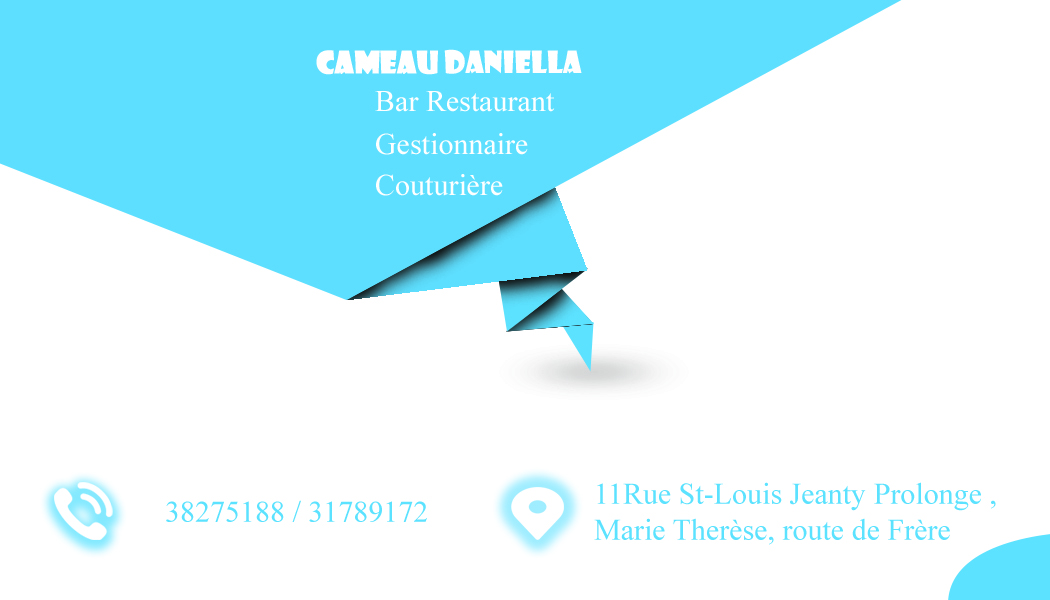 CAMEAU DANIELLA
Bar Restaurant
Gestionnaire
Couturière
38275188 / 31789172
11Rue St-Louis Jeanty Prolonge ,
Marie Therèse, route de Frère